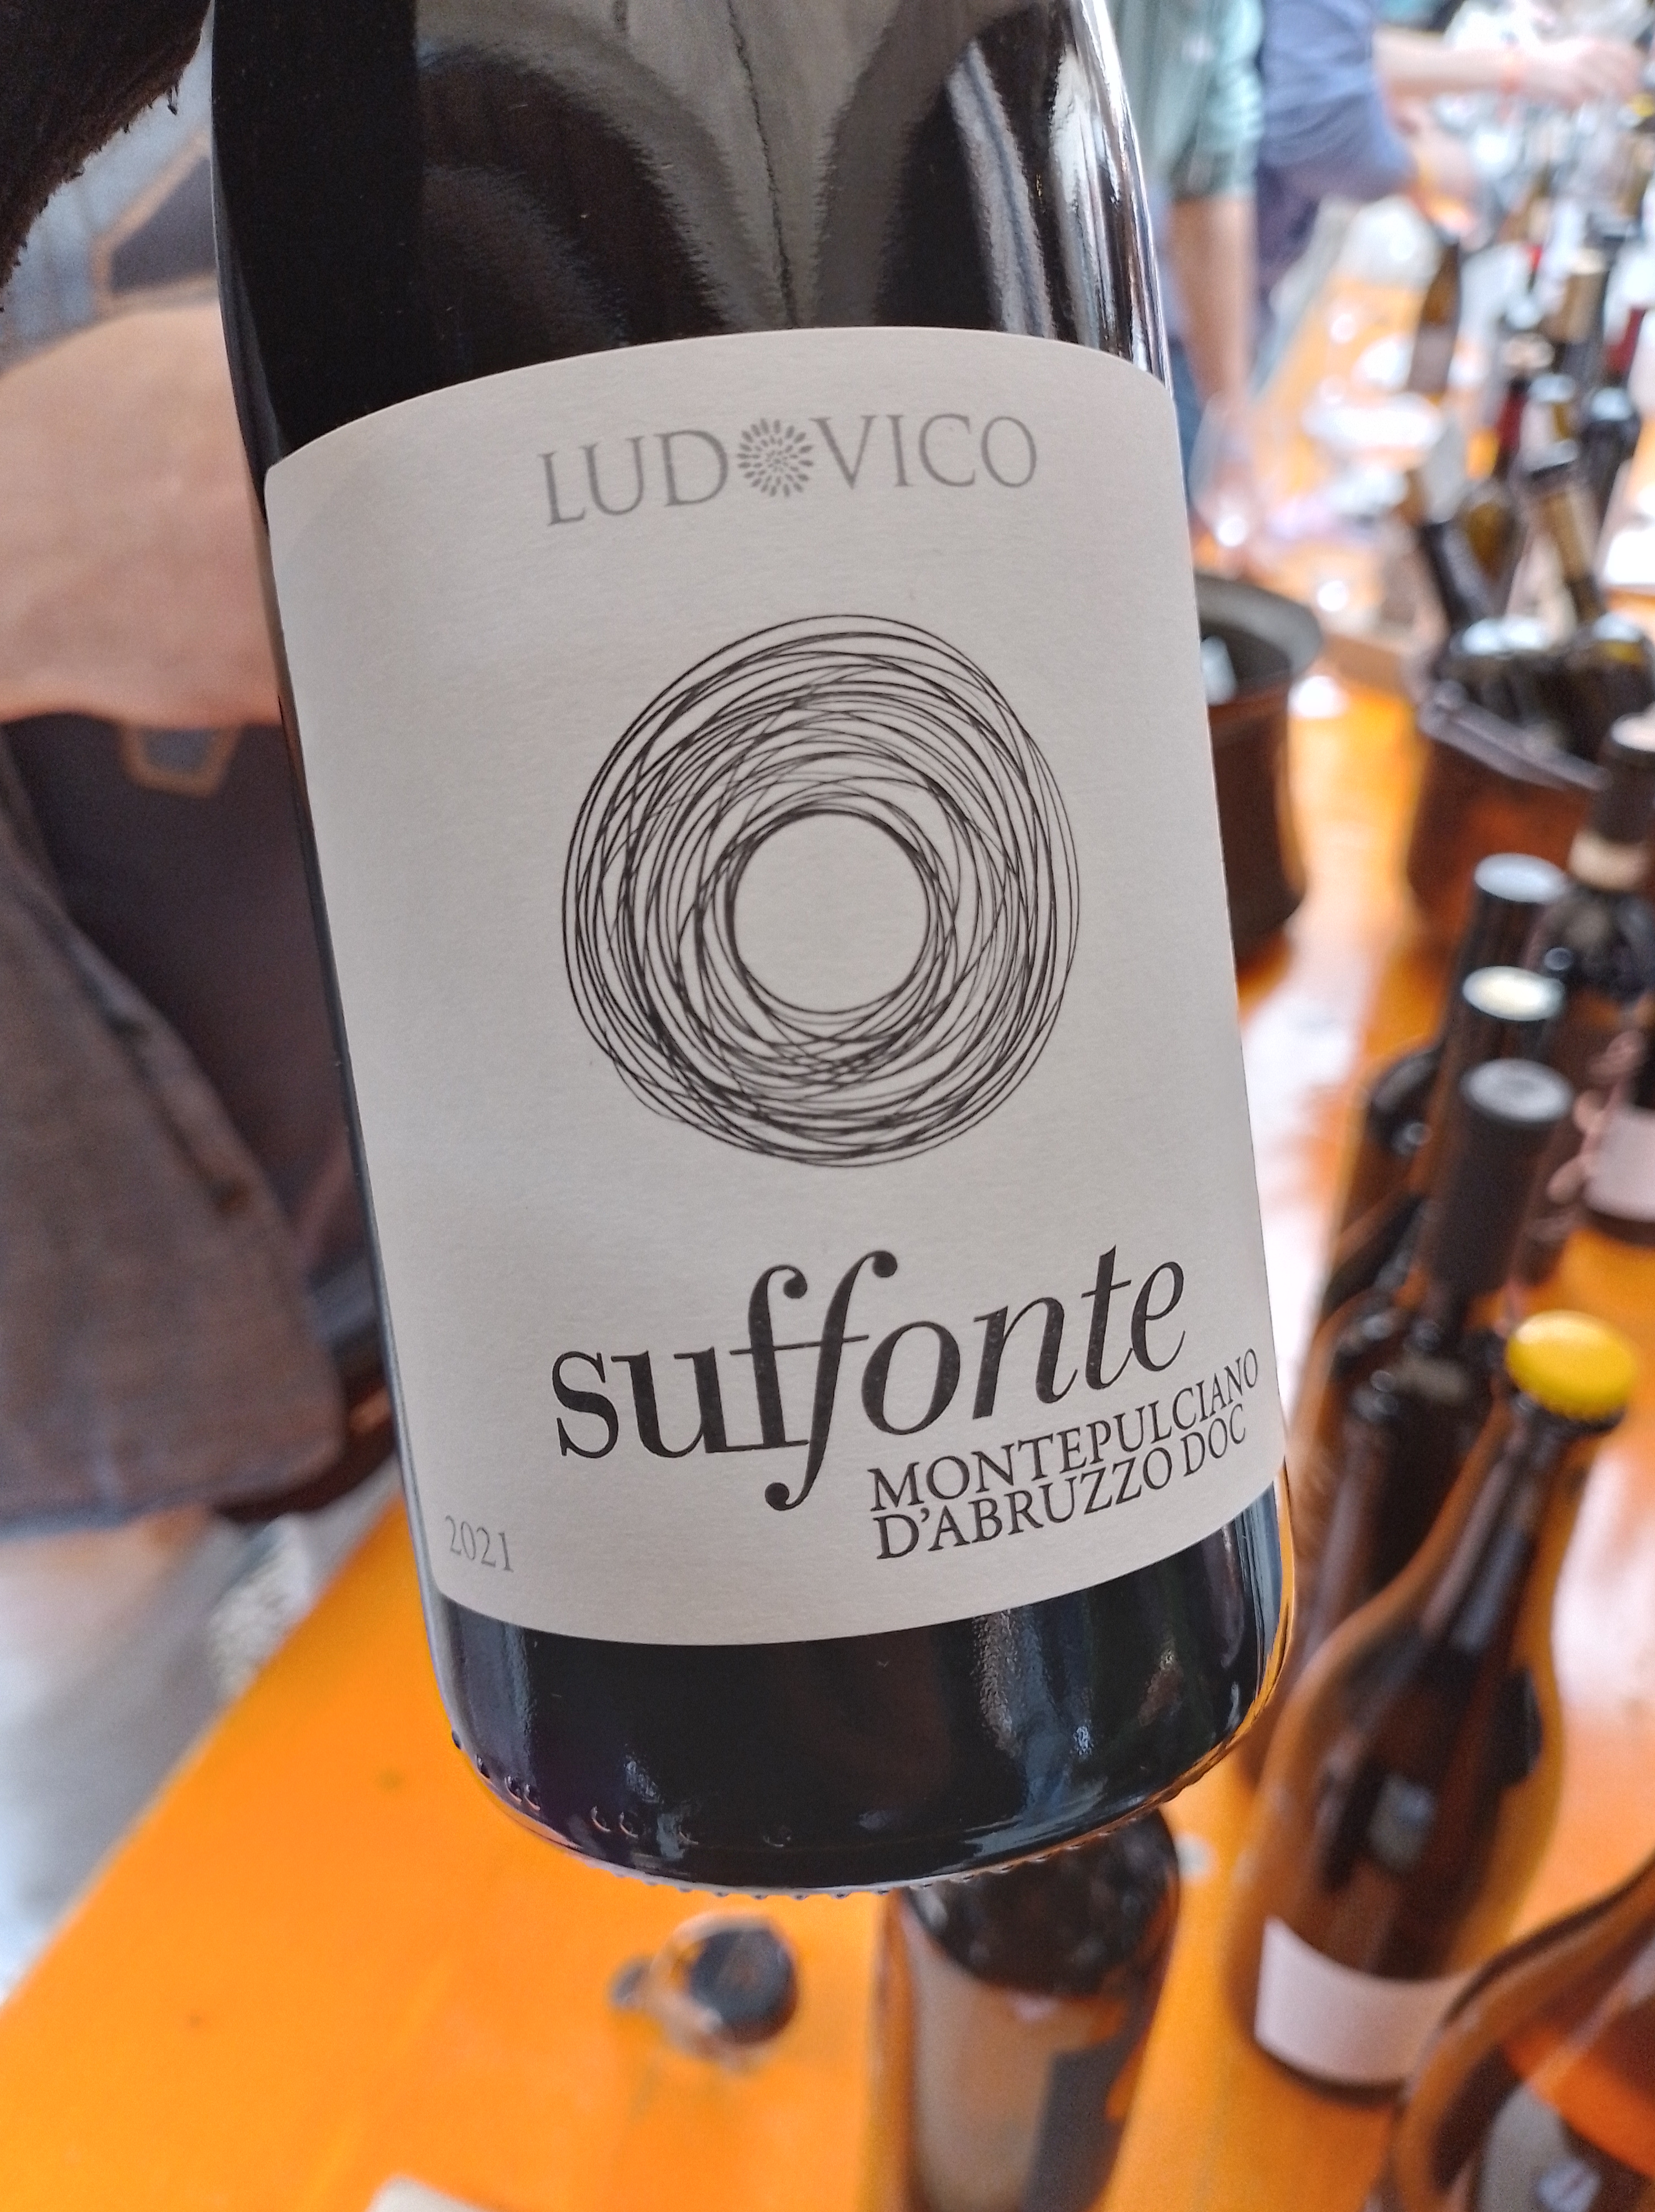 LUDOVICO
suffonte
MONTEPULCIANO
D'ABRUZZO DOC
2021